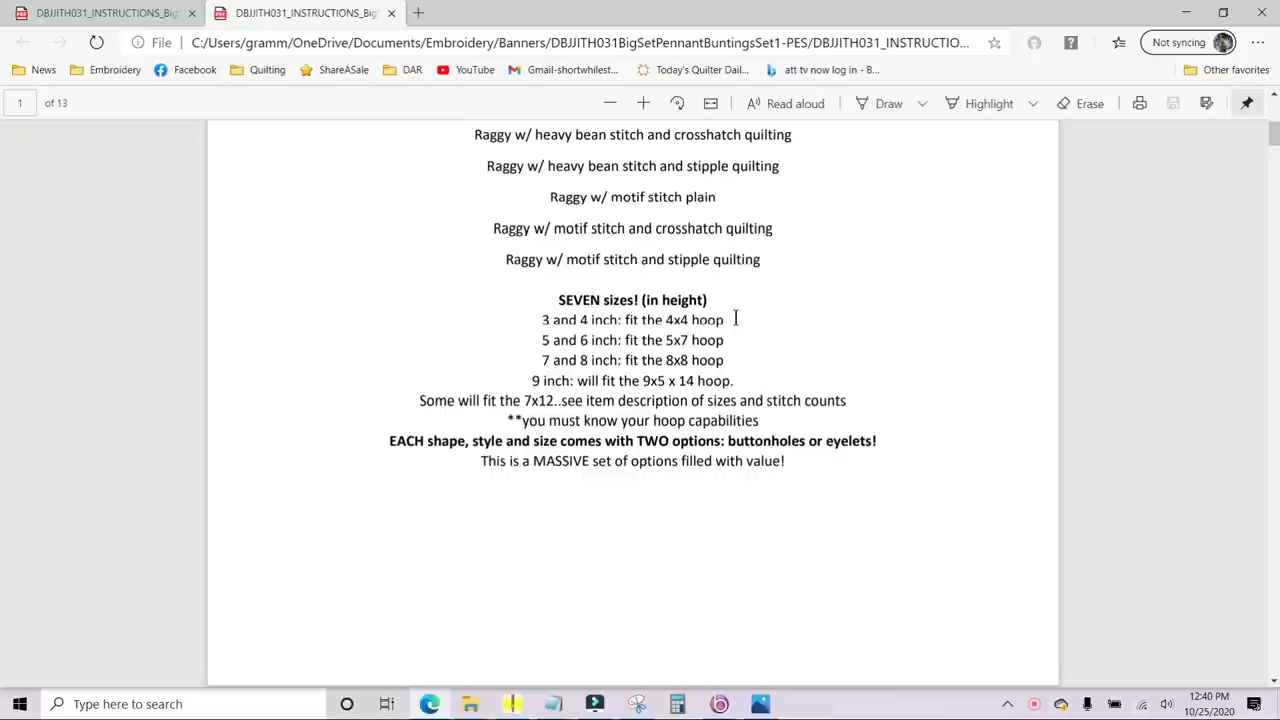 DBJJITH031_INSTRUCTIONS_Big
DBJJITH031_INSTRUCTIONS_Big
File C:/Users/gramm/OneDrive/Documents/Embroidery/Banners/DBJJITH031BigSetPennantBuntingsSet1-PES/DBJJITH031_INSTRUCTIO... Not syncing
News Embroidery Facebook Quilting ShareASale DAR YouTube Gmail-shortwhilest... Today's Quilter Dail... att tv now log in - B... Other favorites
1 of 13 Read aloud Draw Highlight Erase
Raggy w/ heavy bean stitch and crosshatch quilting
Raggy w/ heavy bean stitch and stipple quilting
Raggy w/ motif stitch plain
Raggy w/ motif stitch and crosshatch quilting
Raggy w/ motif stitch and stipple quilting
SEVEN sizes! (in height)
3 and 4 inch: fit the 4x4 hoop
5 and 6 inch: fit the 5x7 hoop
7 and 8 inch: fit the 8x8 hoop
9 inch: will fit the 9x5 x 14 hoop.
Some will fit the 7x12..see item description of sizes and stitch counts
**you must know your hoop capabilities
EACH shape, style and size comes with TWO options: buttonholes or eyelets!
This is a MASSIVE set of options filled with value!
Type here to search
12:40 PM
10/25/2020